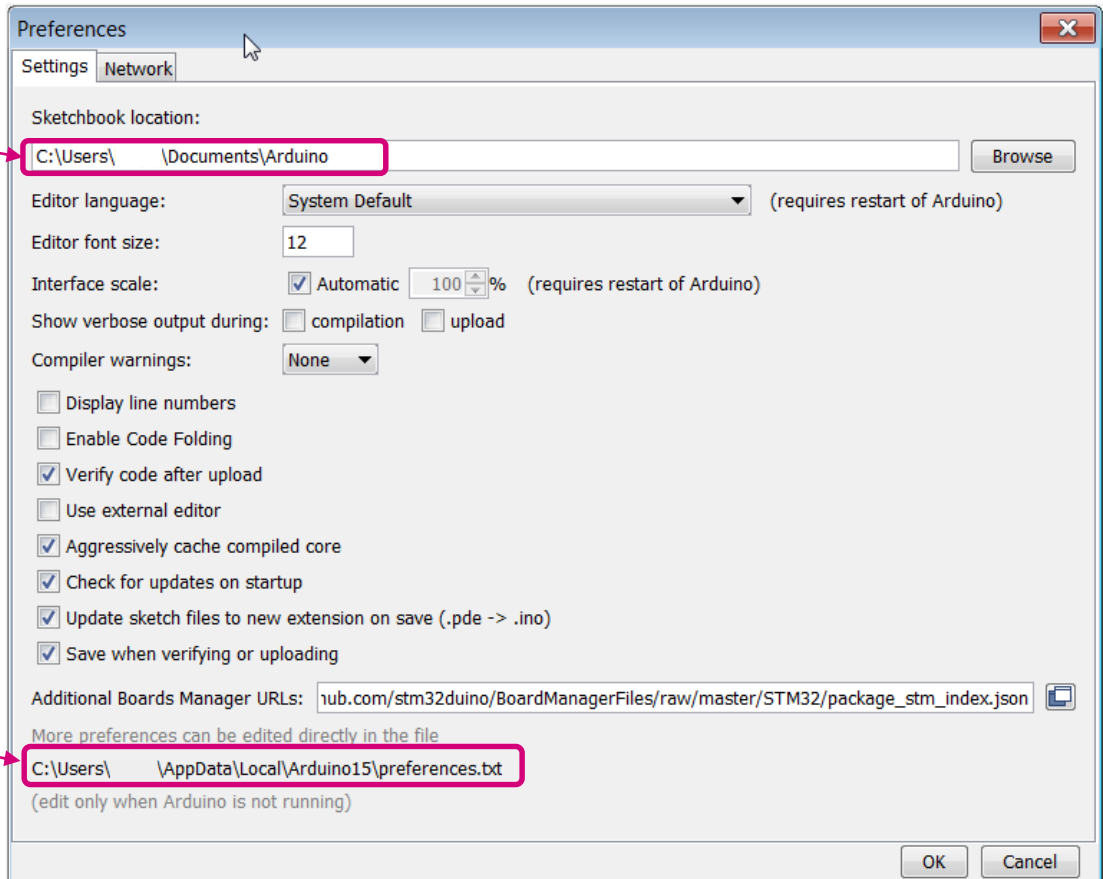 Preferences
Settings Network
Sketchbook location:
C:\Users\ \Documents\Arduino Browse
Editor language: System Default (requires restart of Arduino)
Editor font size: 12
Interface scale: Automatic 100 % (requires restart of Arduino)
Show verbose output during: compilation upload
Compiler warnings: None
Display line numbers
Enable Code Folding
Verify code after upload
Use external editor
Aggressively cache compiled core
Check for updates on startup
Update sketch files to new extension on save (.pde -> .ino)
Save when verifying or uploading
Additional Boards Manager URLs: hub.com/stm32duino/BoardManagerFiles/raw/master/STM32/package_stm_index.json
More preferences can be edited directly in the file
C:\Users\ \AppData\Local\Arduino15\preferences.txt
(edit only when Arduino is not running)
OK Cancel